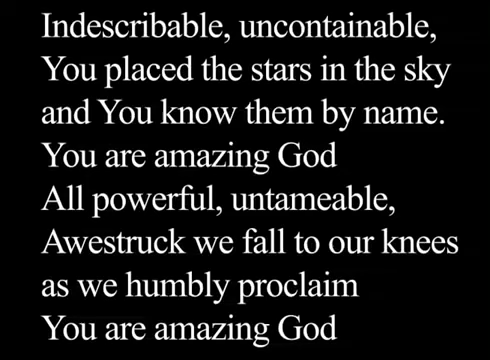 Indescribable, uncontainable,
You placed the stars in the sky
and You know them by name.
You are amazing God
All powerful, untameable,
Awestruck we fall to our knees
as we humbly proclaim
You are amazing God